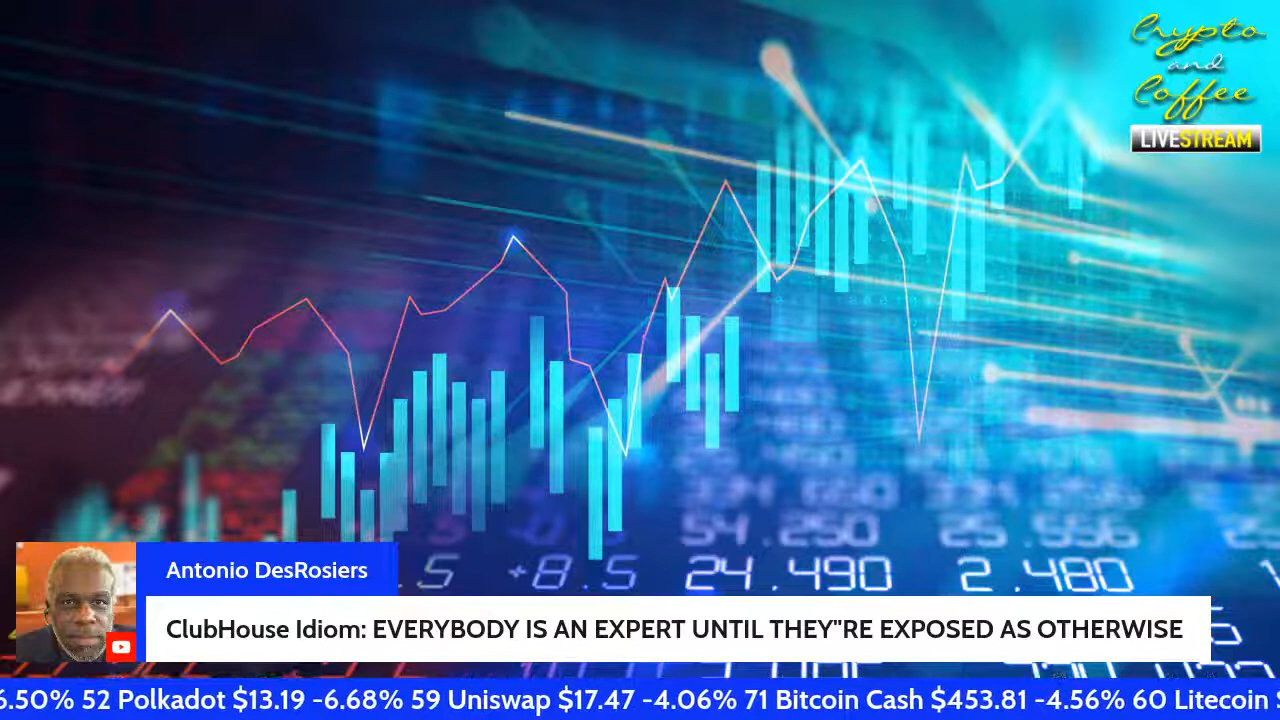 Crypto
and
Coffee
LIVESTREAM
54.250 25.556
.5 +8.5 24.490 2.480
Antonio DesRosiers
ClubHouse Idiom: EVERYBODY IS AN EXPERT UNTIL THEY"RE EXPOSED AS OTHERWISE
6.50% 52 Polkadot $13.19 -6.68% 59 Uniswap $17.47 -4.06% 71 Bitcoin Cash $453.81 -4.56% 60 Litecoin